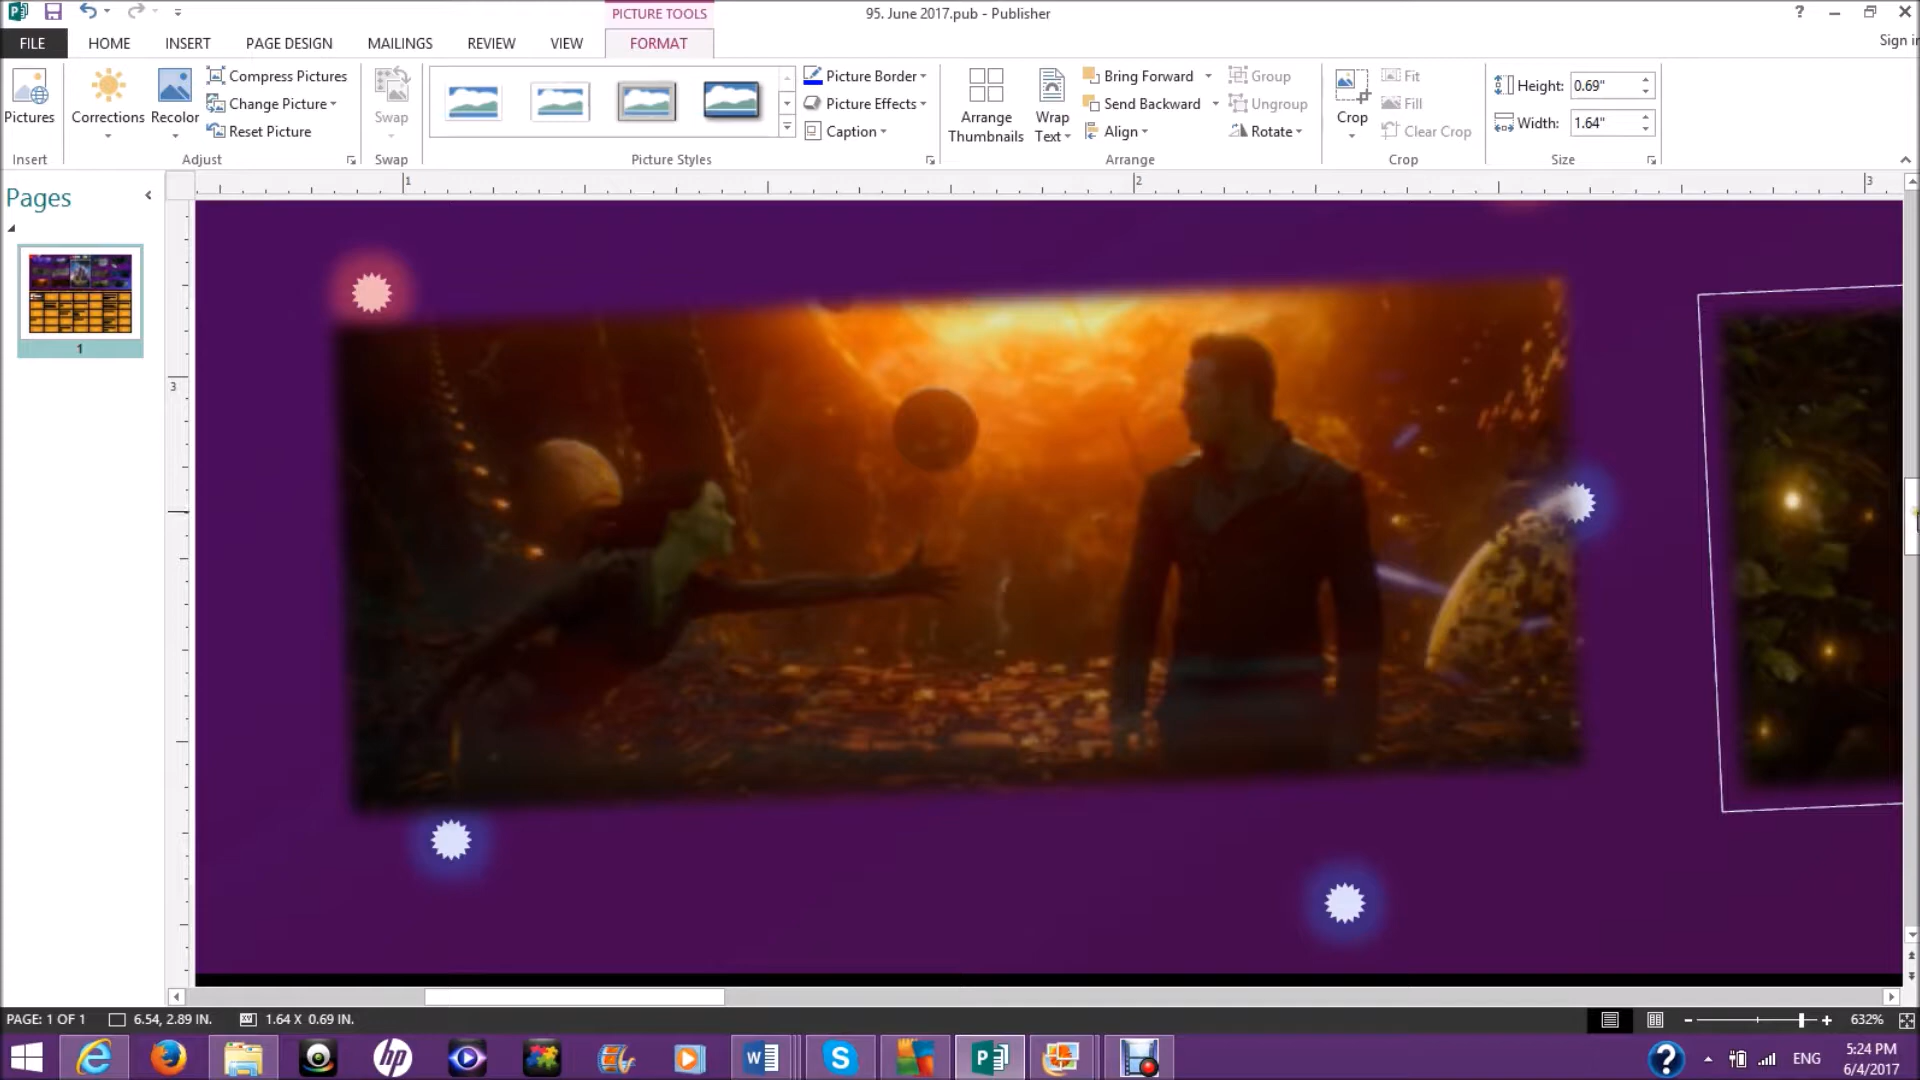 PICTURE TOOLS
95. June 2017.pub - Publisher
?
FILE
HOME
INSERT
PAGE DESIGN
MAILINGS
REVIEW
VIEW
FORMAT
Sign in
Pictures
Insert
Corrections
Recolor
Compress Pictures
Change Picture
Reset Picture
Adjust
Swap
Swap
Picture Styles
Picture Border
Picture Effects
Caption
Arrange
Thumbnails
Wrap
Text
Bring Forward
Send Backward
Align
Group
Ungroup
Rotate
Arrange
Crop
Fit
Fill
Clear Crop
Crop
Height: 0.69"
Width: 1.64"
Size
Pages
1
1
2
3
3
PAGE: 1 OF 1
6.54, 2.89 IN.
1.64 X 0.69 IN.
632%
ENG
5:24 PM
6/4/2017